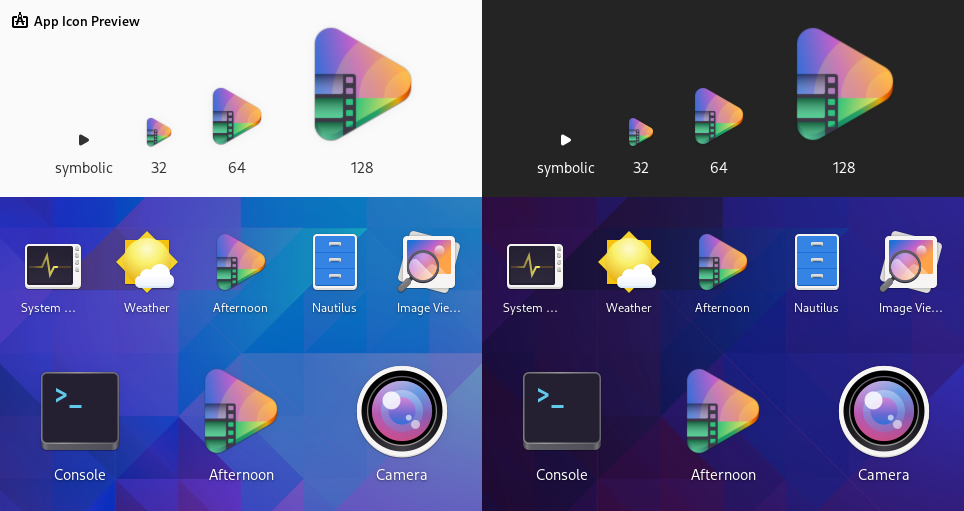 App Icon Preview
symbolic 32 64 128
symbolic 32 64 128
System ... Weather Afternoon Nautilus Image Vie...
System ... Weather Afternoon Nautilus Image Vie...
>_
>_
Console Afternoon Camera
Console Afternoon Camera